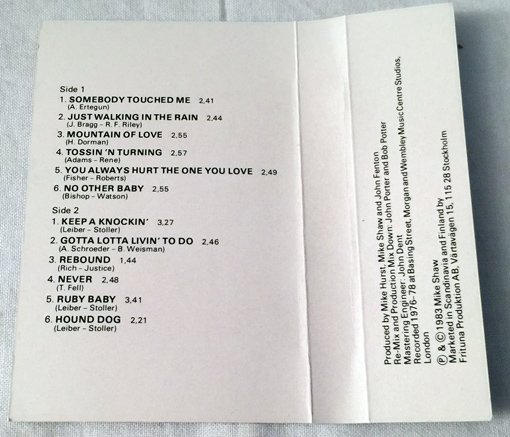 Side 1
1. SOMEBODY TOUCHED ME 2,41
(A. Ertegun)
2. JUST WALKING IN THE RAIN 2,44
(J. Bragg – R. F. Riley)
3. MOUNTAIN OF LOVE 2,55
(H. Dorman)
4. TOSSIN 'N TURNING 2,57
(Adams – Rene)
5. YOU ALWAYS HURT THE ONE YOU LOVE 2,49
(Fisher – Roberts)
6. NO OTHER BABY 2,55
(Bishop – Watson)
Side 2
1. KEEP A KNOCKIN' 3,27
(Leiber – Stoller)
2. GOTTA LOTTA LIVIN' TO DO 2,46
(A. Schroeder – B. Weisman)
3. REBOUND 1,44
(Rich – Justice)
4. NEVER 2,48
(T. Fell)
5. RUBY BABY 3,41
(Leiber – Stoller)
6. HOUND DOG 2,21
(Leiber – Stoller)
Produced by Mike Hurst, Mike Shaw and John Fenton
Re-Mix and Production Mix Down: John Porter and Bob Potter
Mastering Engineer: John Dent
Recorded 1976–78 at Basing Street, Morgan and Wembley Music Centre Studios,
London
Ⓟ & © 1983 Mike Shaw
Marketed in Scandinavia and Finland by
Frituna Produktion AB, Värtavägen 15, 115 28 Stockholm